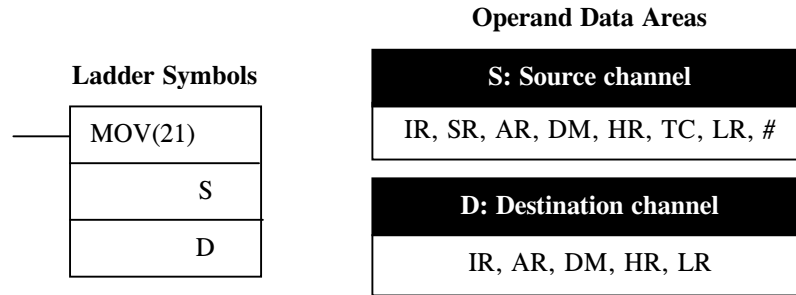 Operand Data Areas
Ladder Symbols
MOV(21)
S
D
S: Source channel
IR, SR, AR, DM, HR, TC, LR, #
D: Destination channel
IR, AR, DM, HR, LR